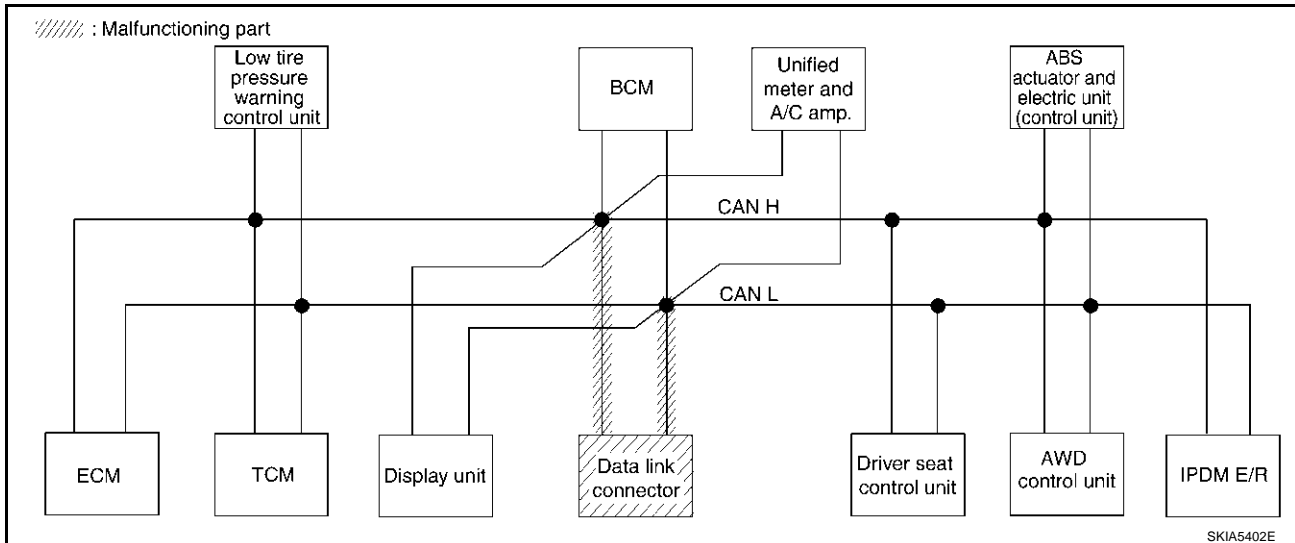 : Malfunctioning part
Low tire
pressure
warning
control unit
BCM
Unified
meter and
A/C amp.
ABS
actuator and
electric unit
(control unit)
CAN H
CAN L
ECM
TCM
Display unit
Data link
connector
Driver seat
control unit
AWD
control unit
IPDM E/R
SKIA5402E